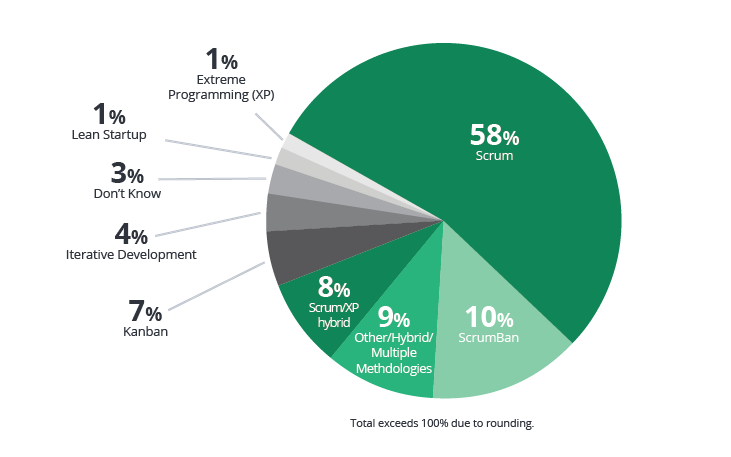 1%
Extreme
Programming (XP)
1%
Lean Startup
3%
Don't Know
4%
Iterative Development
7%
Kanban
58%
Scrum
8%
Scrum/XP
hybrid
9%
Other/Hybrid/
Multiple
Methdologies
10%
ScrumBan
Total exceeds 100% due to rounding.